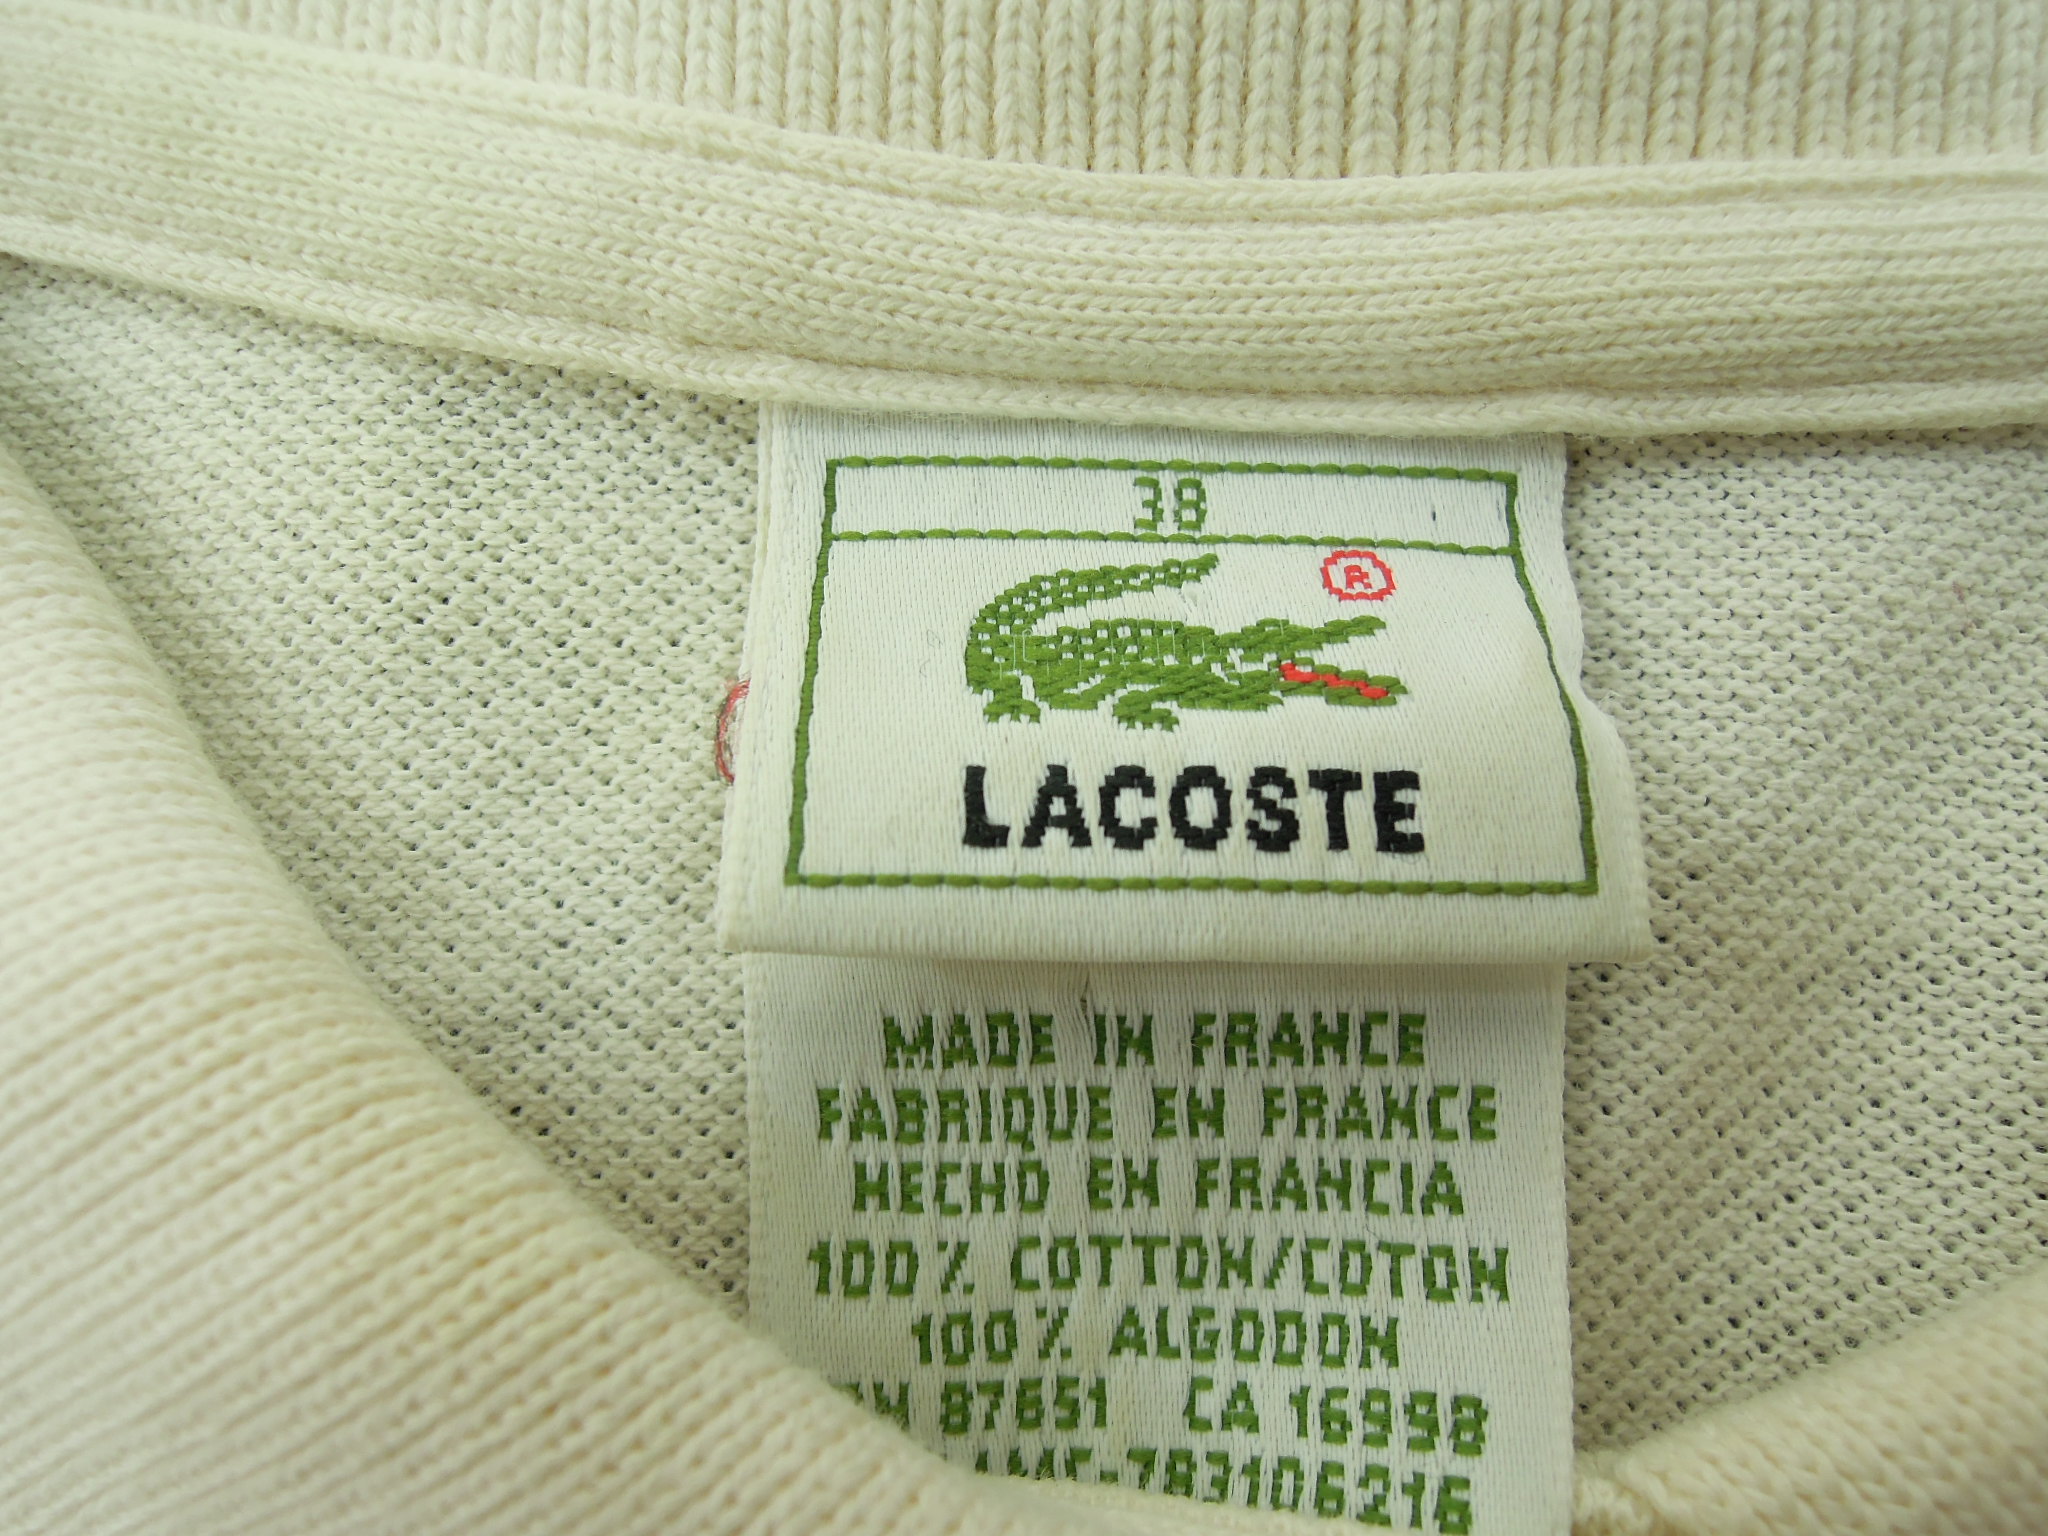 38
®
LACOSTE
MADE IN FRANCE
FABRIQUE EN FRANCE
HECHO EN FRANCIA
100% COTTON/COTON
100% ALGODON
87651 CA 16998
783106216